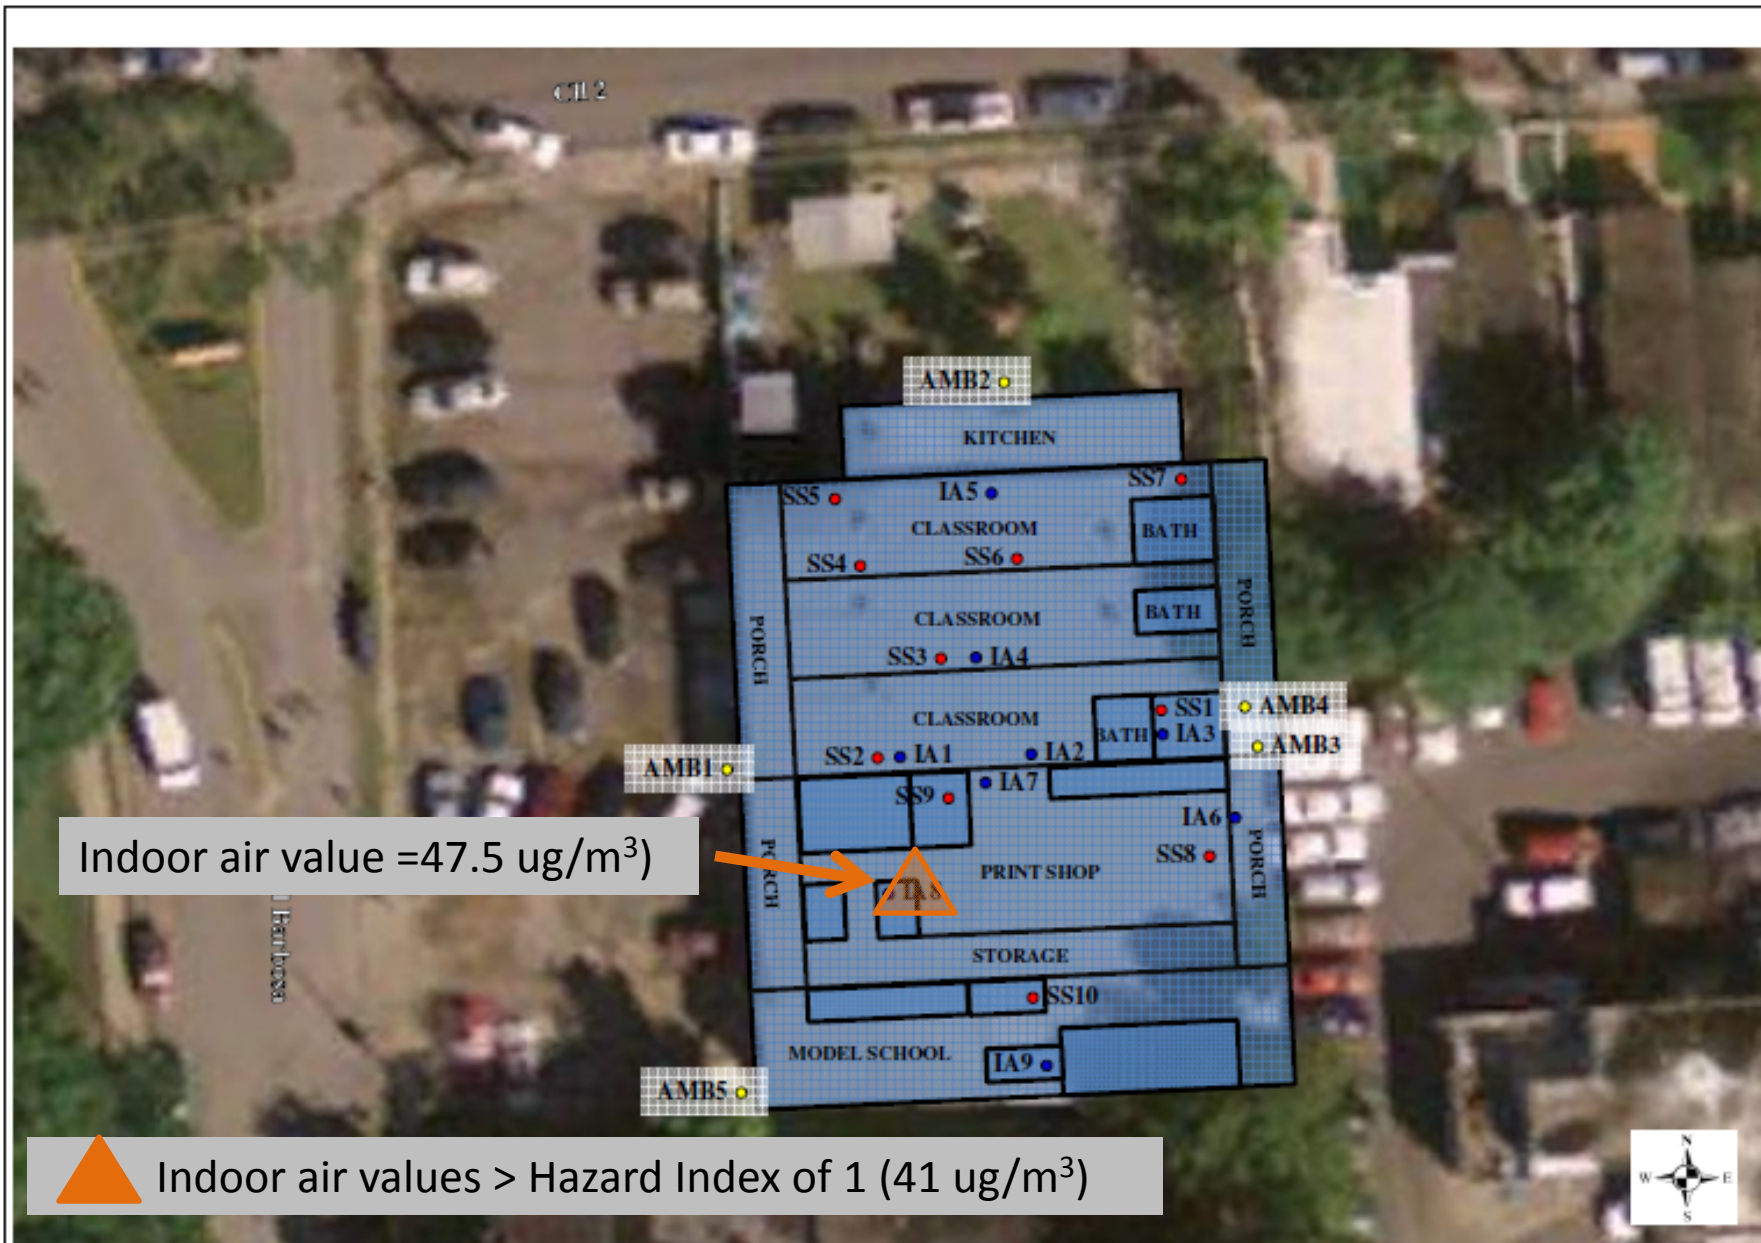 CLL 2
AMB2
KITCHEN
SS5
IA5
SS7
CLASSROOM
BATH
SS4
SS6
CLASSROOM
BATH
PORCH
PORCH
SS3
IA4
CLASSROOM
BATH
SS1
IA3
AMB4
AMB3
SS2
IA1
IA2
AMB1
IA7
SS9
IA6
SS8
Indoor air value =47.5 ug/m³)
PORCH
IA8
PRINT SHOP
PORCH
STORAGE
SS10
MODEL SCHOOL
IA9
AMB5
Barbosa
Indoor air values > Hazard Index of 1 (41 ug/m³)
N
W
E
S